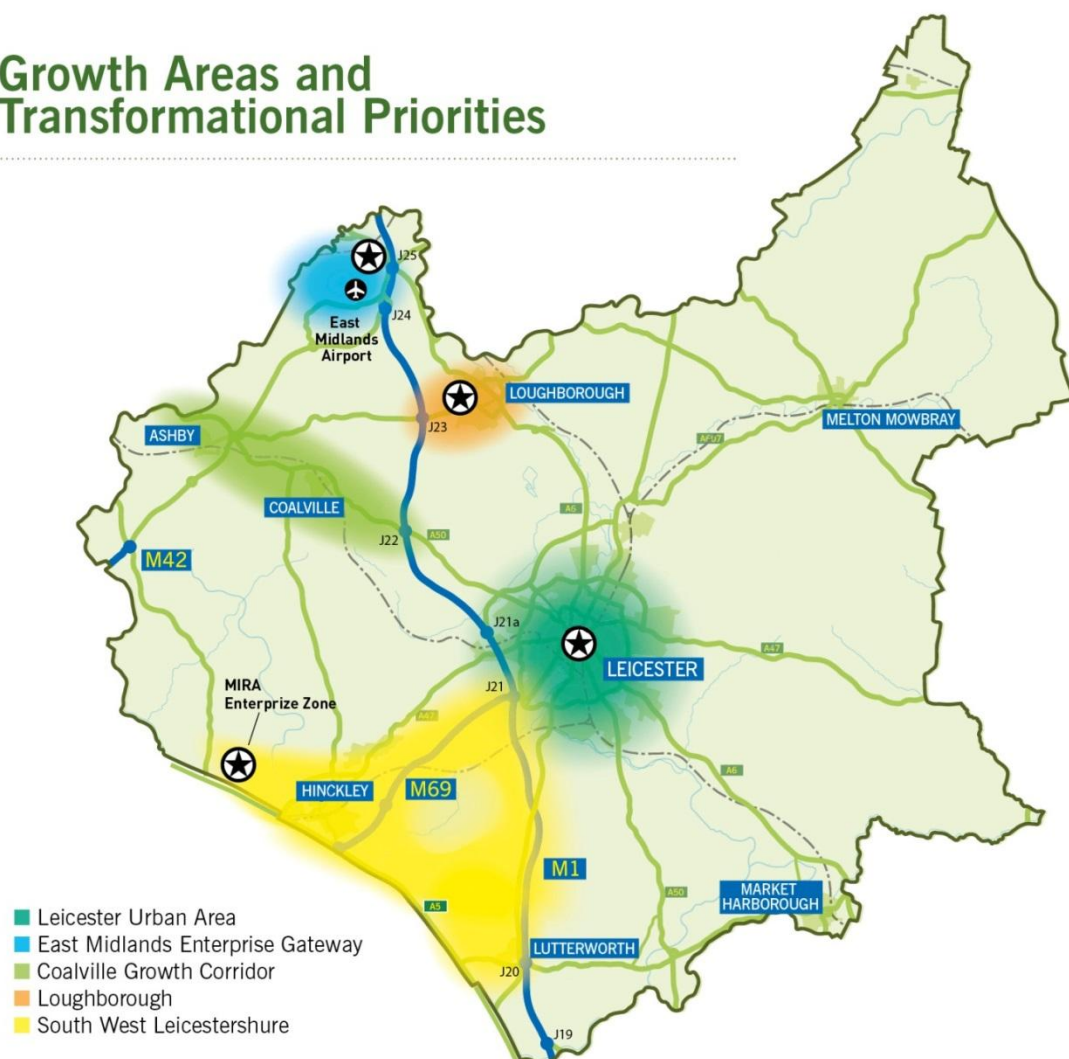 Growth Areas and
Transformational Priorities
J25
J24
East
Midlands
Airport
LOUGHBOROUGH
J23
MELTON MOWBRAY
ASHBY
COALVILLE
A6
J22
A50
M42
J21a
LEICESTER
A47
J21
MIRA
Enterprize Zone
A47
A6
HINCKLEY
M69
M1
A50
MARKET
HARBOROUGH
A5
LUTTERWORTH
J20
J19
Leicester Urban Area
East Midlands Enterprise Gateway
Coalville Growth Corridor
Loughborough
South West Leicestershure